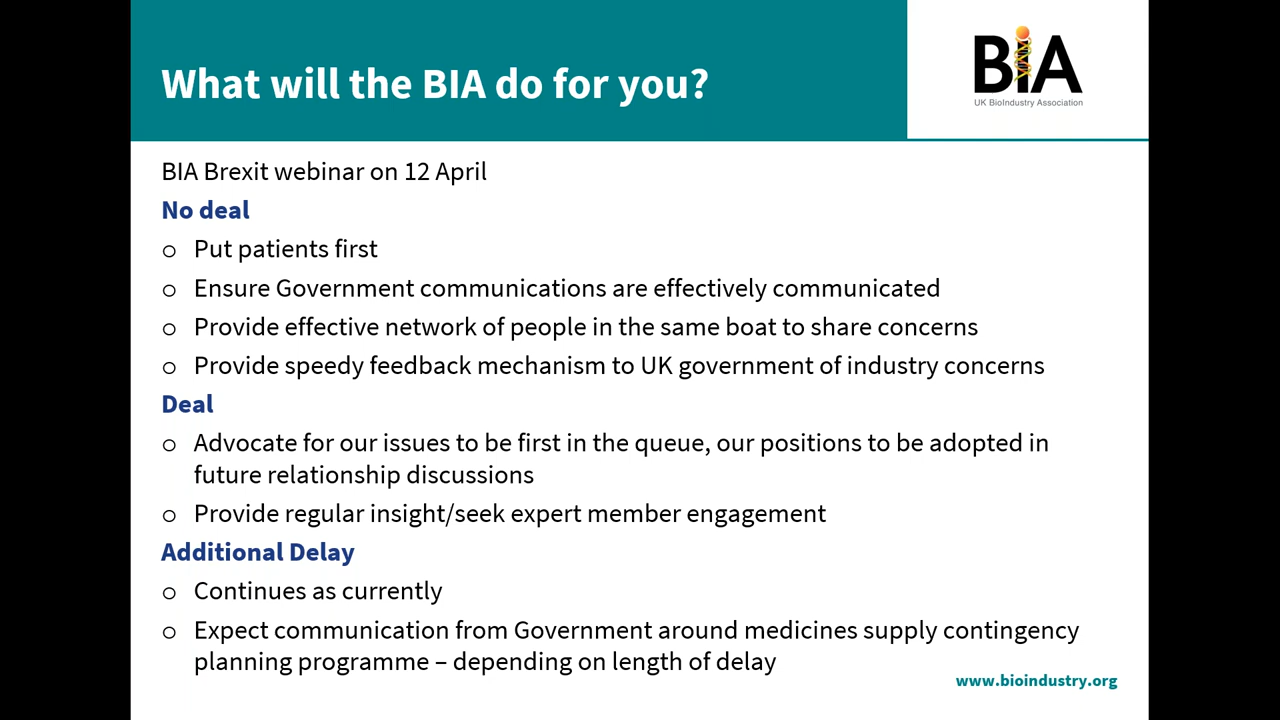 What will the BIA do for you?
BIA
UK BioIndustry Association
BIA Brexit webinar on 12 April
No deal
o Put patients first
o Ensure Government communications are effectively communicated
o Provide effective network of people in the same boat to share concerns
o Provide speedy feedback mechanism to UK government of industry concerns
Deal
o Advocate for our issues to be first in the queue, our positions to be adopted in
future relationship discussions
o Provide regular insight/seek expert member engagement
Additional Delay
o Continues as currently
o Expect communication from Government around medicines supply contingency
planning programme – depending on length of delay
www.bioindustry.org